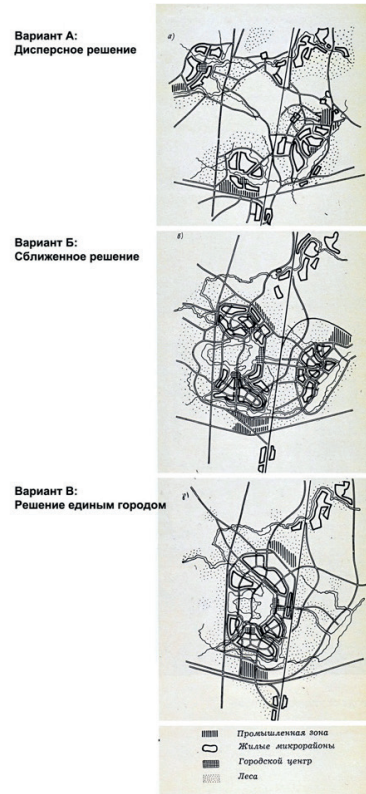 Вариант А:
Дисперсное решение
а)
Вариант Б:
Сближенное решение
б)
Вариант В:
Решение единым городом
в)
Промышленная зона
Жилые микрорайоны
Городской центр
Леса